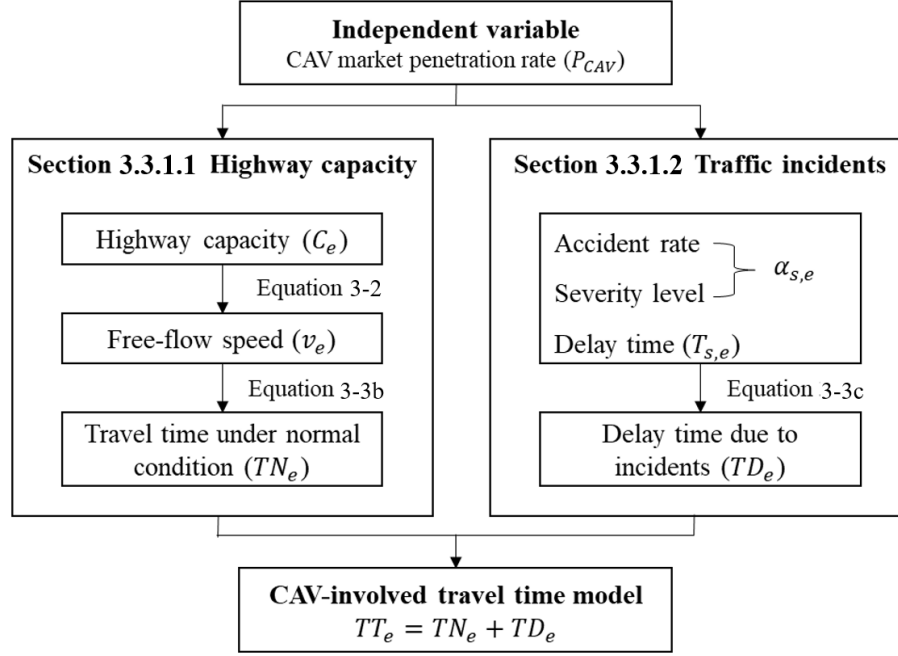 Independent variable
CAV market penetration rate (P_CAV)
Section 3.3.1.1 Highway capacity
Highway capacity (C_e)
Equation 3-2
Free-flow speed (v_e)
Equation 3-3b
Travel time under normal
condition (TN_e)
Section 3.3.1.2 Traffic incidents
Accident rate
α_s,e
Severity level
Delay time (T_s,e)
Equation 3-3c
Delay time due to
incidents (TD_e)
CAV-involved travel time model
TT_e = TN_e + TD_e